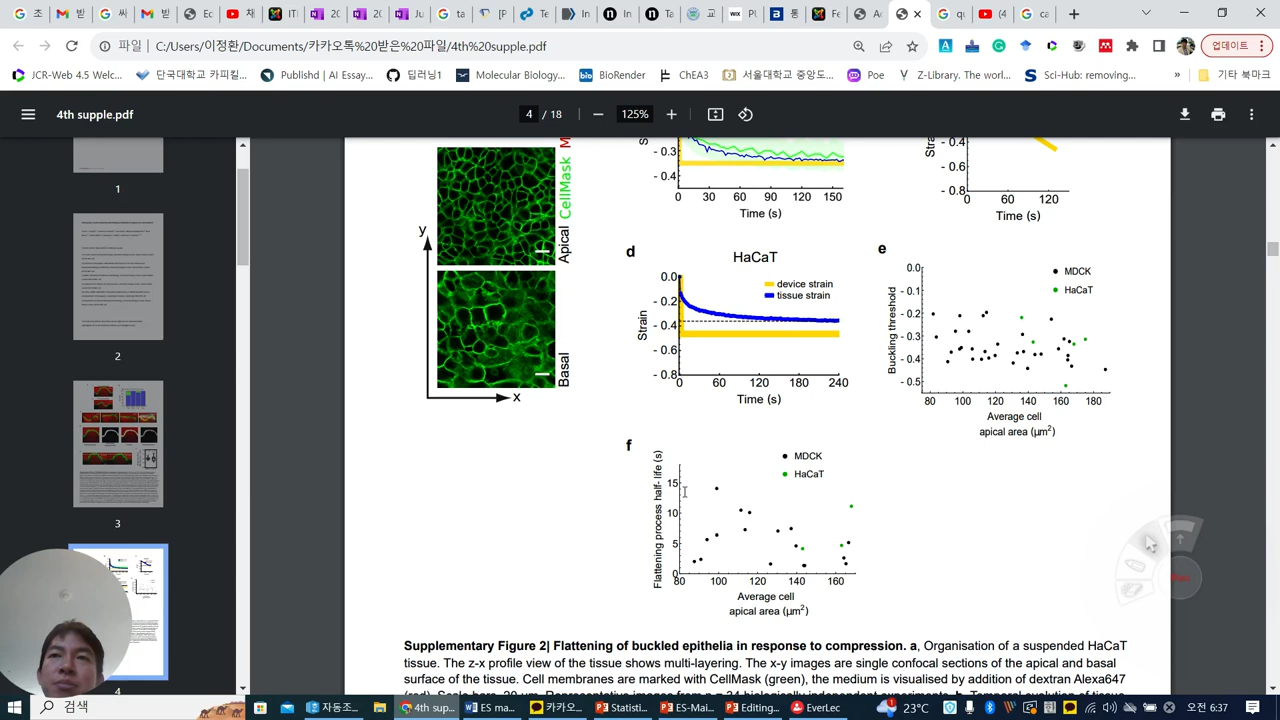 업데이트
파일
C:/Users/이정환/Documents/카카오톡%20받은%20파일/4th%20supple.pdf
JCR-Web 4.5 Welc...
단국대학교 카피킬...
Publishd | AI Essay...
딥러닝1
Molecular Biology...
BioRender
ChEA3
서울대학교 중앙도...
Poe
Z-Library. The worl...
Sci-Hub: removing...
»
기타 북마크
4th supple.pdf
4 / 18
125%
1
2
3
4
y
x
Apical CellMask
Basal
- 0.3
- 0.4
0 30 60 90 120 150
Time (s)
- 0.4
- 0.6
- 0.8
0 60 120
Time (s)
d
HaCaT
device strain
tissue strain
Strain
0.0
- 0.2
- 0.4
- 0.6
- 0.8
0 60 120 180 240
Time (s)
e
MDCK
HaCaT
Buckling threshold
0.0
- 0.1
- 0.2
- 0.3
- 0.4
- 0.5
80 100 120 140 160 180
Average cell
apical area (µm²)
f
MDCK
HaCaT
Flattening process half- life (s)
15
10
5
0
80 100 120 140 160
Average cell
apical area (µm²)
Supplementary Figure 2| Flattening of buckled epithelia in response to compression. a, Organisation of a suspended HaCaT
tissue. The z-x profile view of the tissue shows multi-layering. The x-y images are single confocal sections of the apical and basal
surface of the tissue. Cell membranes are marked with CellMask (green), the medium is visualised by addition of dextran Alexa647
검색
자동조...
4th sup...
ES ma...
카카오...
Statisti...
ES-Mai...
Editing...
EverLec
23°C
오전 6:37